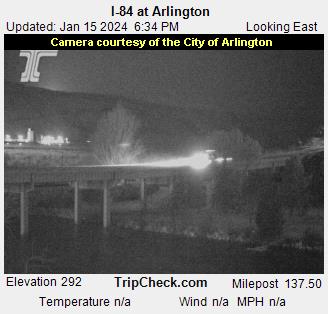 I-84 at Arlington
Updated: Jan 15 2024 6:34 PM Looking East
Camera courtesy of the City of Arlington
Elevation 292 TripCheck.com Milepost 137.50
Temperature n/a Wind n/a MPH n/a